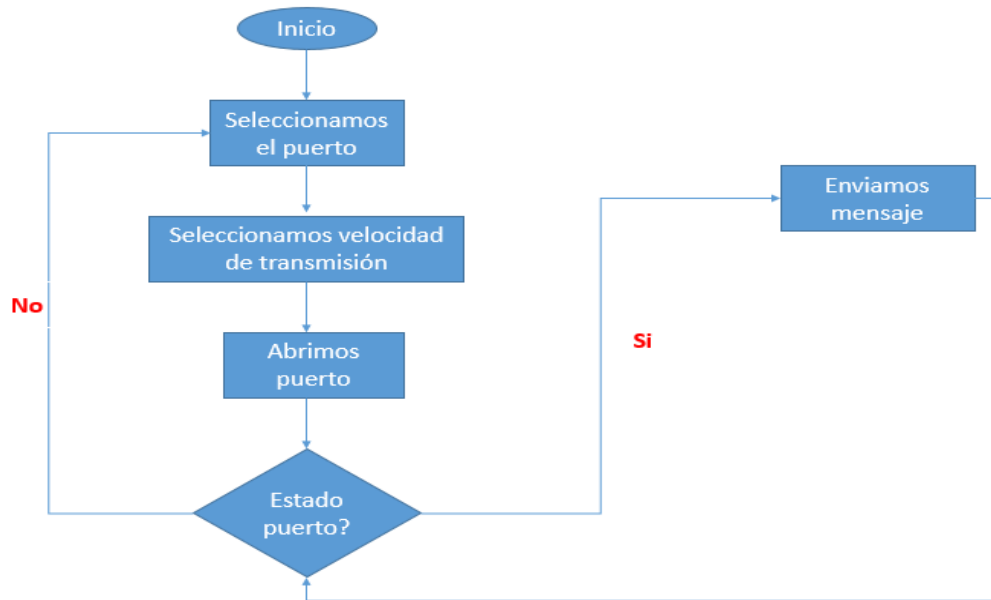 Inicio
Seleccionamos
el puerto
Enviamos
mensaje
Seleccionamos velocidad
de transmisión
No
Si
Abrimos
puerto
Estado
puerto?